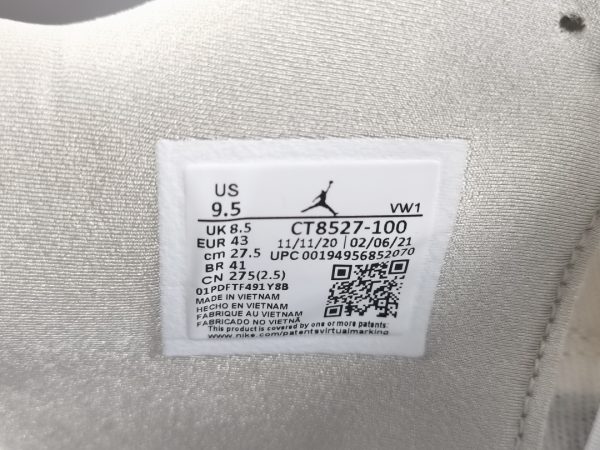 US
9.5
VW1
UK 8.5
CT8527-100
EUR 43
11/11/20 | 02/06/21
cm 27.5
UPC 00194956852070
BR 41
CN 275(2.5)
01PDFTF491Y8B
MADE IN VIETNAM
HECHO EN VIETNAM
FABRIQUE AU VIETNAM
FABRICADO NO VIETNÃ
This product is covered by one or more patents:
www.nike.com/patentsvirtualmarking